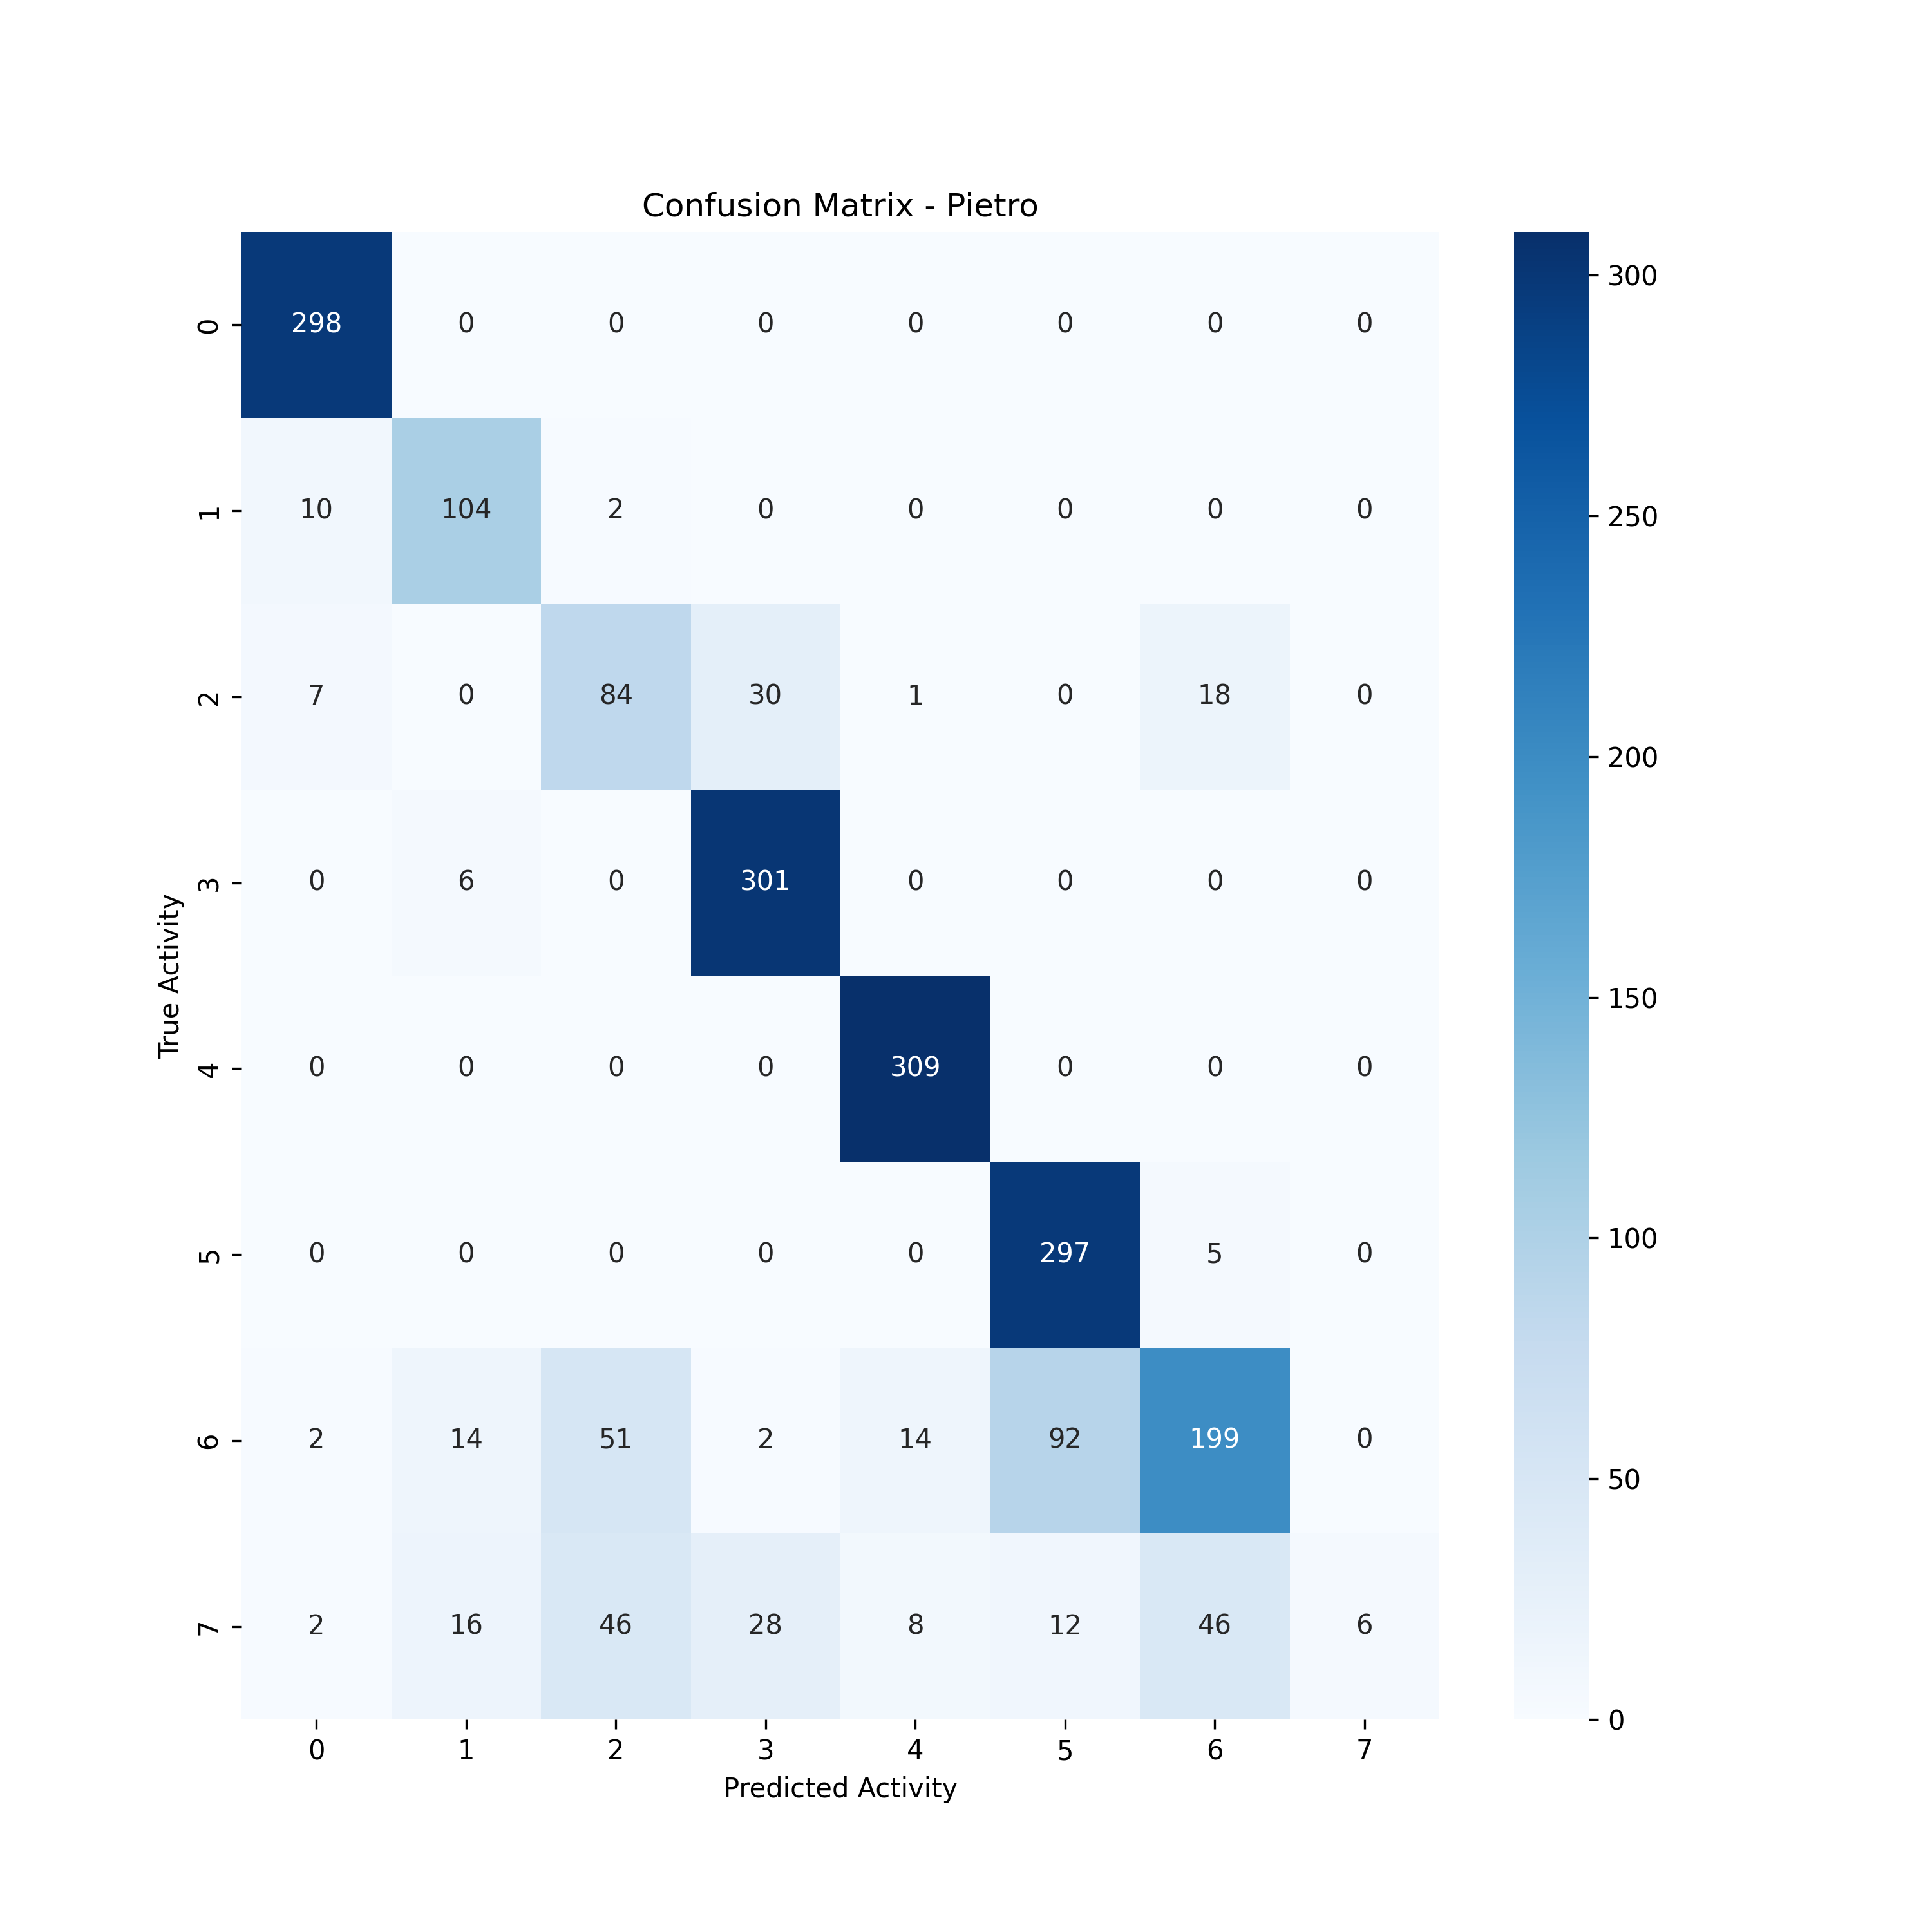 Confusion Matrix - Pietro
True Activity
0 298 0 0 0 0 0 0 0
1 10 104 2 0 0 0 0 0
2 7 0 84 30 1 0 18 0
3 0 6 0 301 0 0 0 0
4 0 0 0 0 309 0 0 0
5 0 0 0 0 0 297 5 0
6 2 14 51 2 14 92 199 0
7 2 16 46 28 8 12 46 6
0 1 2 3 4 5 6 7
Predicted Activity
300
250
200
150
100
50
0